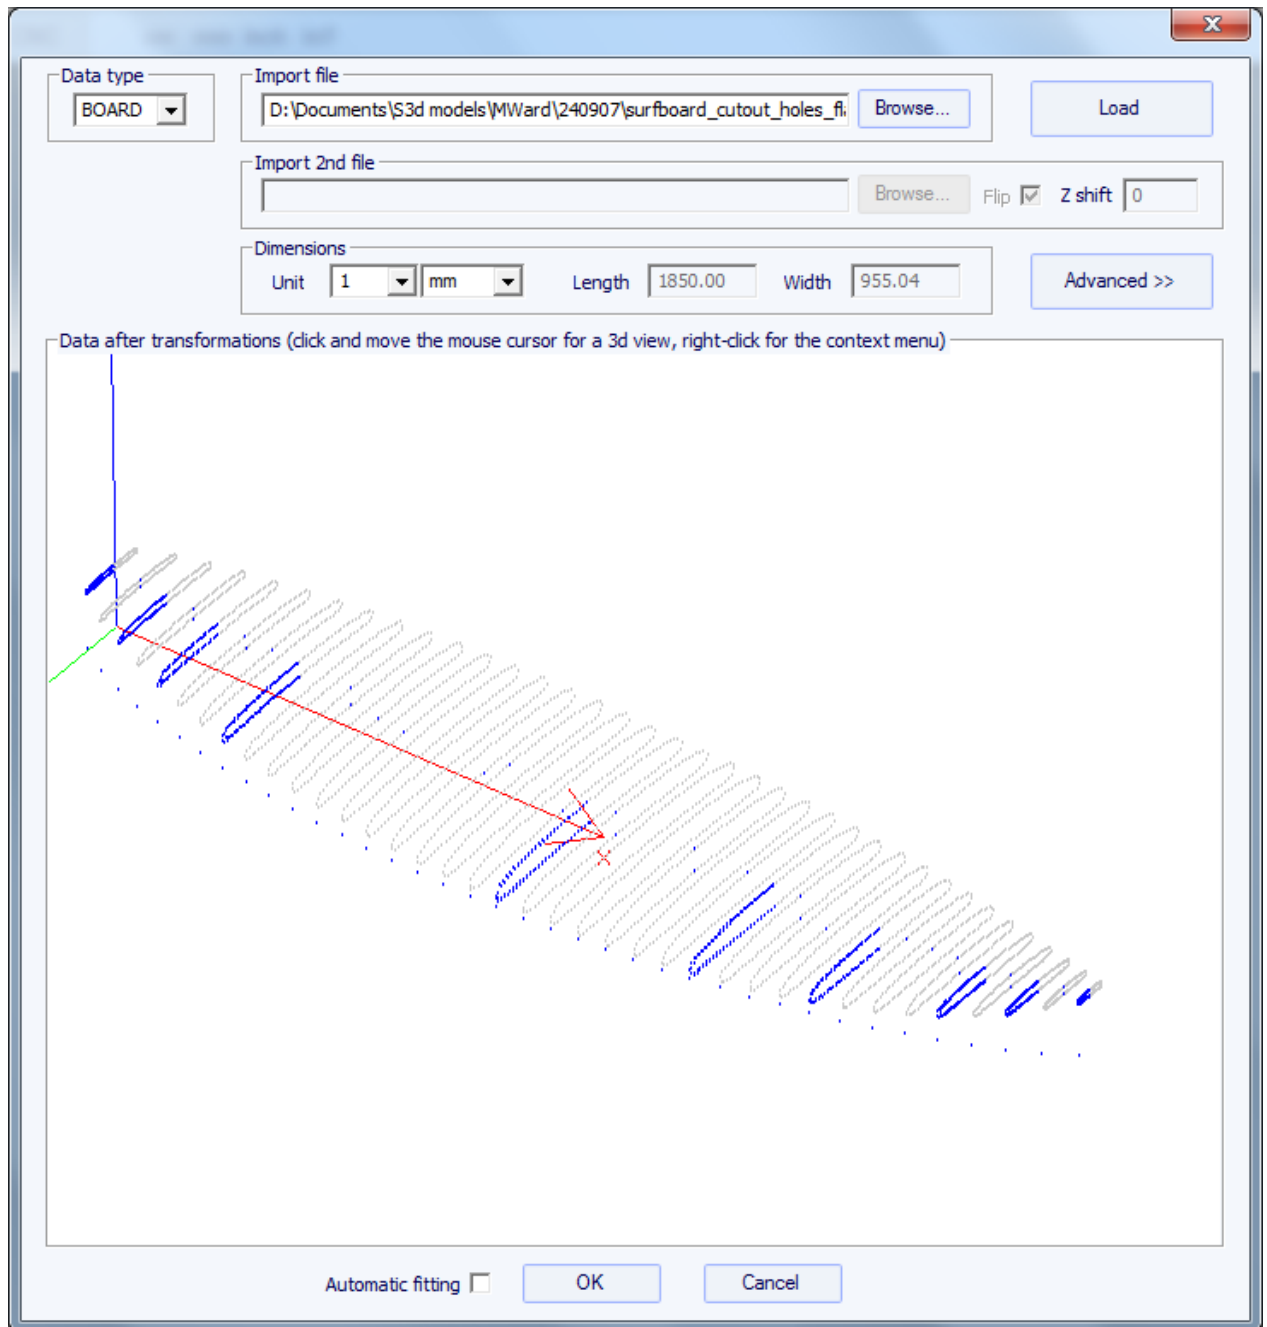 Data type
BOARD
Import file
D:\Documents\S3d models\MWard\240907\surfboard_cutout_holes_fl
Browse...
Load
Import 2nd file
Browse...
Flip
Z shift
0
Dimensions
Unit
1
mm
Length
1850.00
Width
955.04
Advanced >>
Data after transformations (click and move the mouse cursor for a 3d view, right-click for the context menu)
X
Automatic fitting
OK
Cancel